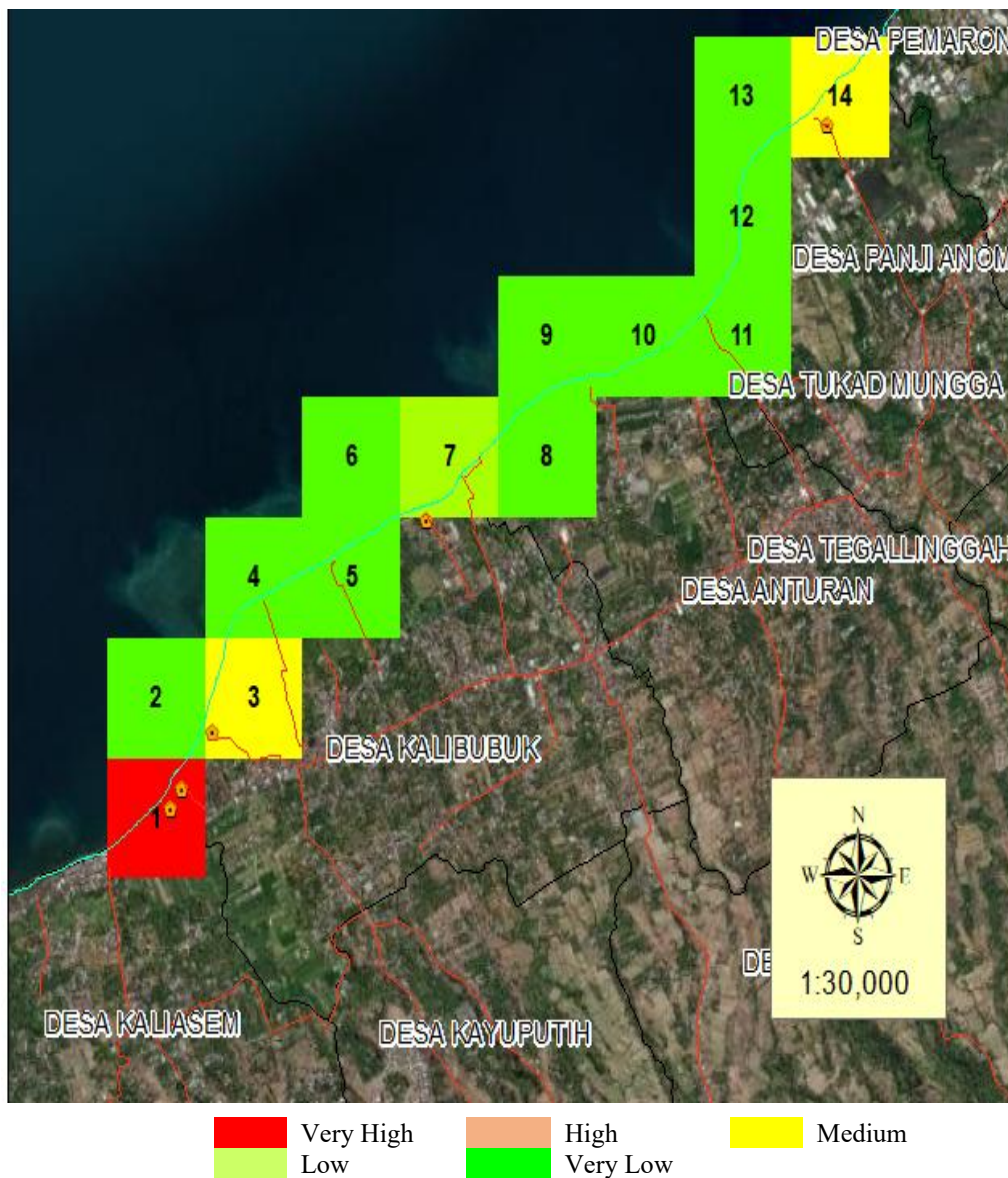 DESA PEMARON
13
14
12
DESA PANJI ANOM
9
10
11
DESA TUKAD MUNGGA
6
7
8
DESA TEGALLINGGAH
4
5
DESA ANTURAN
2
3
DESA KALIBUBUK
1
N
W
E
S
DE
1:30,000
DESA KALIASEM
DESA KAYUPUTIH
Very High
High
Medium
Low
Very Low